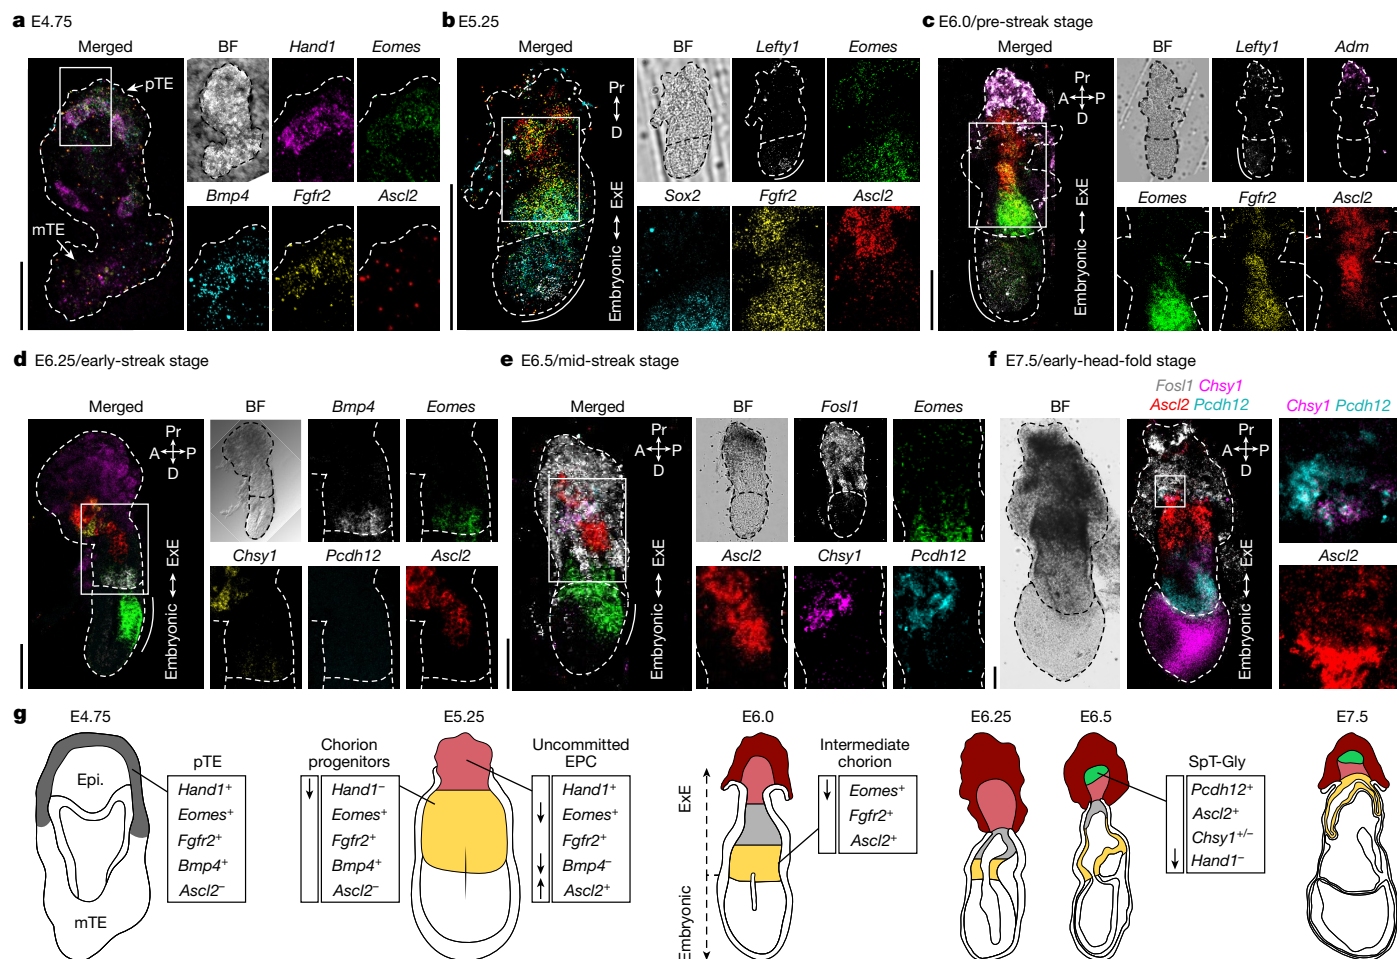 a E4.75
Merged
BF
Hand1
Eomes
pTE
mTE
Bmp4
Fgfr2
Ascl2
b E5.25
Merged
BF
Lefty1
Eomes
Pr
D
ExE
Embryonic
Sox2
Fgfr2
Ascl2
c E6.0/pre-streak stage
Merged
BF
Lefty1
Adm
Pr
A P
D
ExE
Embryonic
Eomes
Fgfr2
Ascl2
d E6.25/early-streak stage
Merged
BF
Bmp4
Eomes
Pr
A P
D
ExE
Embryonic
Chsy1
Pcdh12
Ascl2
e E6.5/mid-streak stage
Merged
BF
Fosl1
Eomes
Pr
A P
D
ExE
Embryonic
Ascl2
Chsy1
Pcdh12
f E7.5/early-head-fold stage
BF
Fosl1 Chsy1
Ascl2 Pcdh12
Chsy1 Pcdh12
Pr
A P
D
ExE
Embryonic
Ascl2
g
E4.75
Epi.
mTE
pTE
Hand1+
Eomes+
Fgfr2+
Bmp4+
Ascl2−
E5.25
Chorion
progenitors
Hand1−
Eomes+
Fgfr2+
Bmp4+
Ascl2−
Uncommitted
EPC
Hand1+
Eomes+
Fgfr2+
Bmp4−
Ascl2+
E6.0
ExE
Embryonic
Intermediate
chorion
Eomes+
Fgfr2+
Ascl2+
E6.25
E6.5
SpT-Gly
Pcdh12+
Ascl2+
Chsy1+/−
Hand1−
E7.5